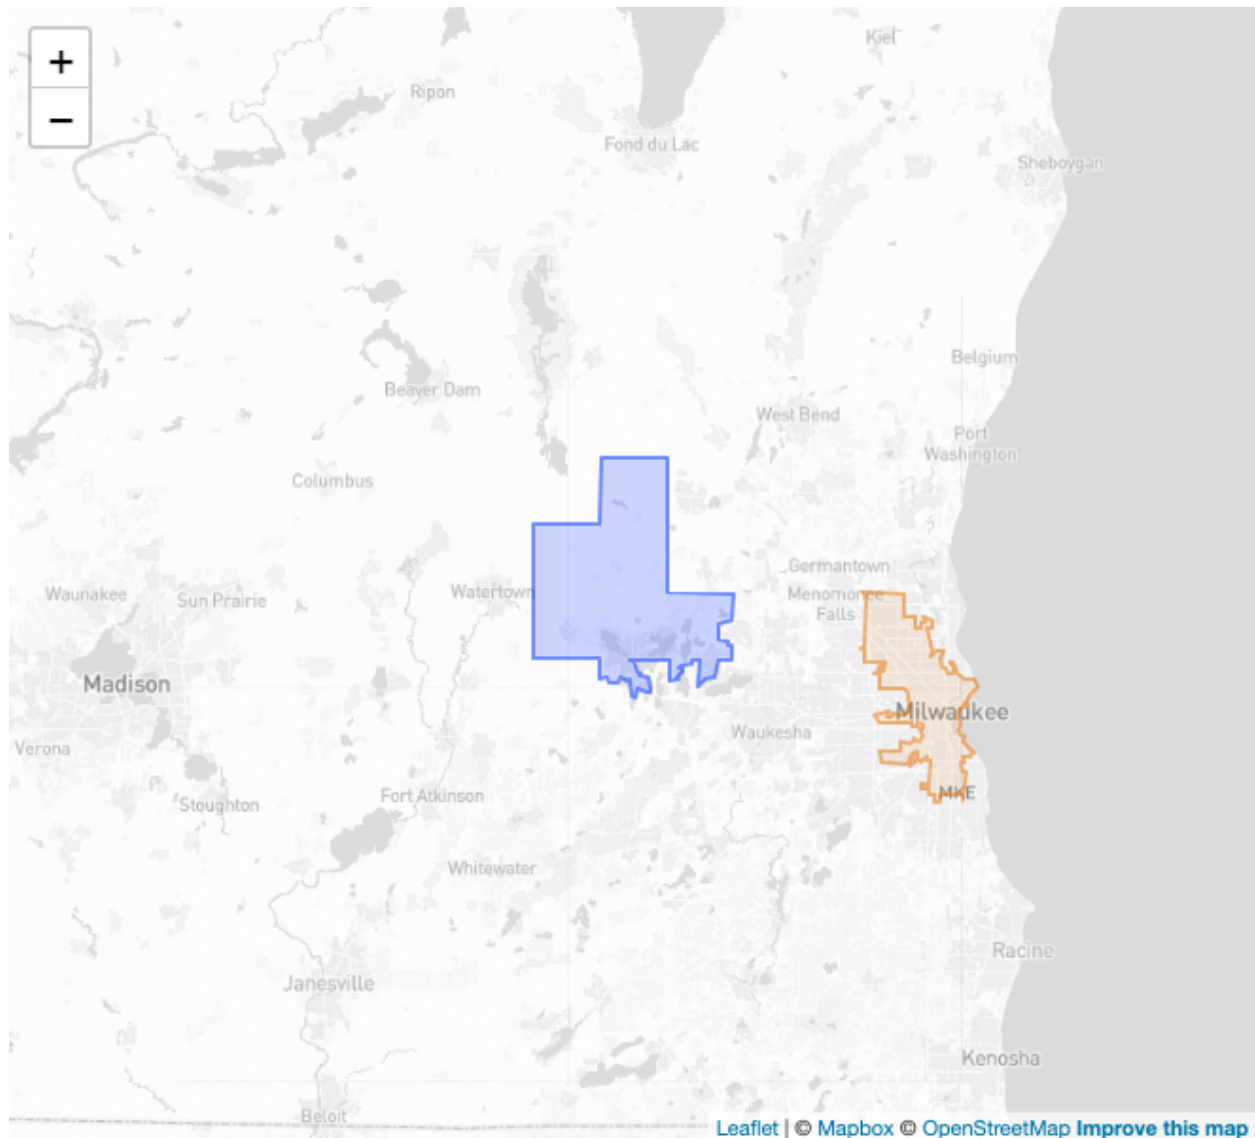 +
−
Kiel
Ripon
Fond du Lac
Sheboygan
Belgium
Beaver Dam
West Bend
Port
Washington
Columbus
Germantown
Watertown
Waunakee
Sun Prairie
Menomonee
Falls
Madison
Milwaukee
Waukesha
Verona
MKE
Fort Atkinson
Stoughton
Whitewater
Racine
Janesville
Kenosha
Beloit
Leaflet | © Mapbox © OpenStreetMap Improve this map